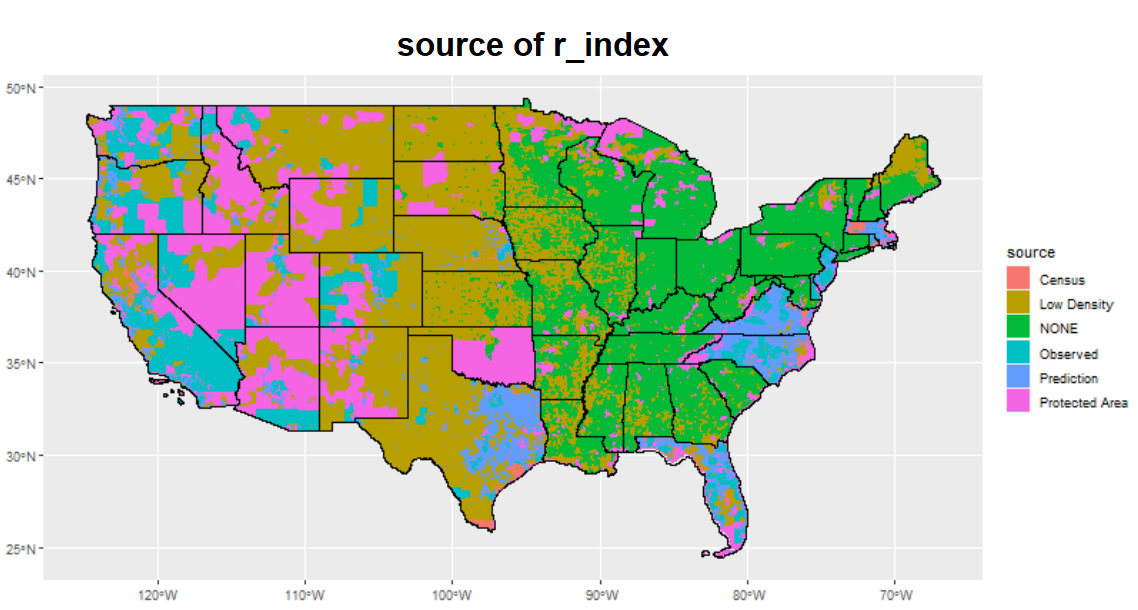 source of r_index
50°N
45°N
40°N
35°N
30°N
25°N
120°W
110°W
100°W
90°W
80°W
70°W
source
Census
Low Density
NONE
Observed
Prediction
Protected Area